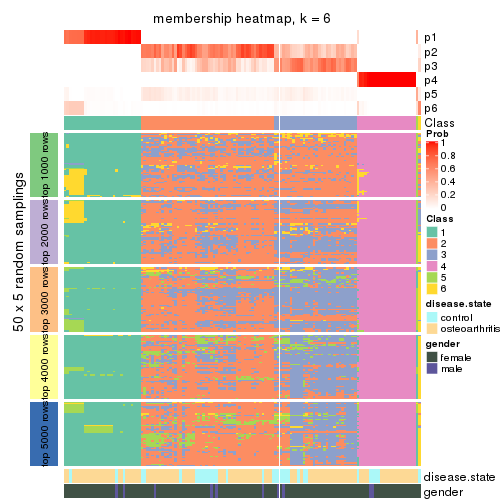 membership heatmap, k = 6
p1
p2
p3
p4
p5
p6
Class
50 x 5 random samplings
top 1000 rows
top 2000 rows
top 3000 rows
top 4000 rows
top 5000 rows
Prob
1
0.8
0.6
0.4
0.2
0
Class
1
2
3
4
5
6
disease.state
control
osteoarthritis
gender
female
male
disease.state
gender